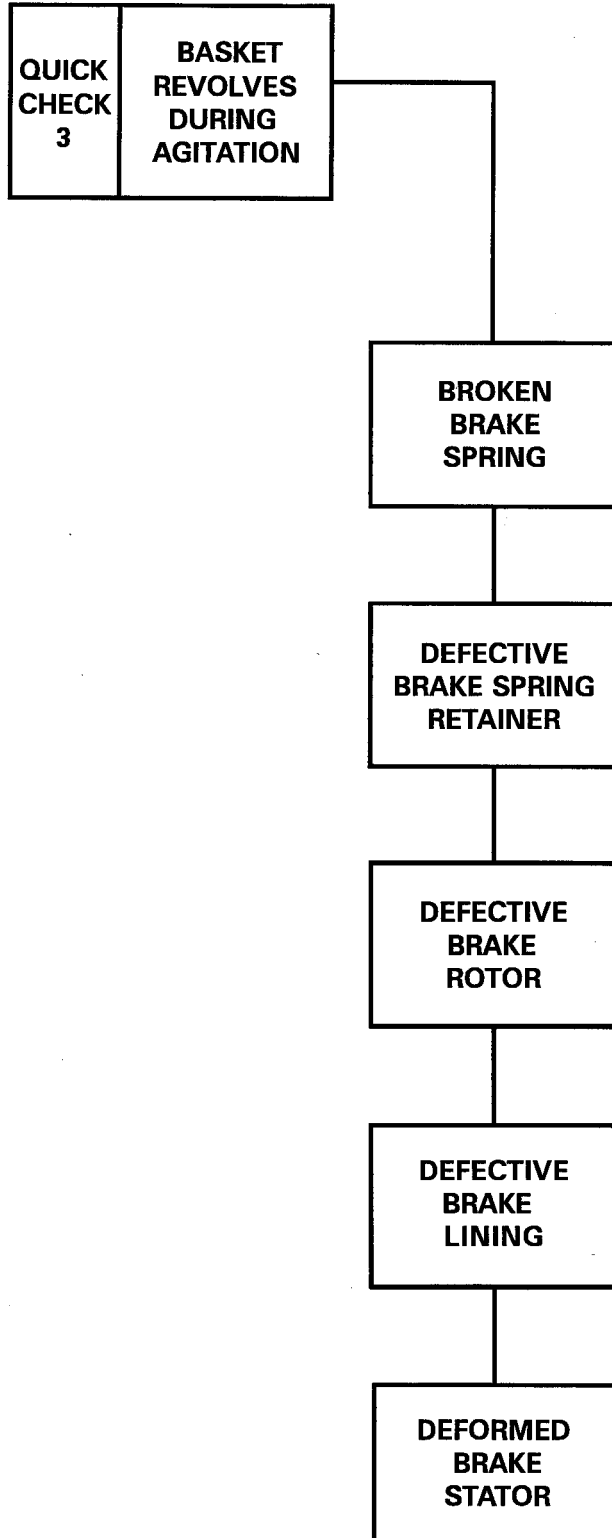 QUICK
CHECK
3
BASKET
REVOLVES
DURING
AGITATION
BROKEN
BRAKE
SPRING
DEFECTIVE
BRAKE SPRING
RETAINER
DEFECTIVE
BRAKE
ROTOR
DEFECTIVE
BRAKE
LINING
DEFORMED
BRAKE
STATOR